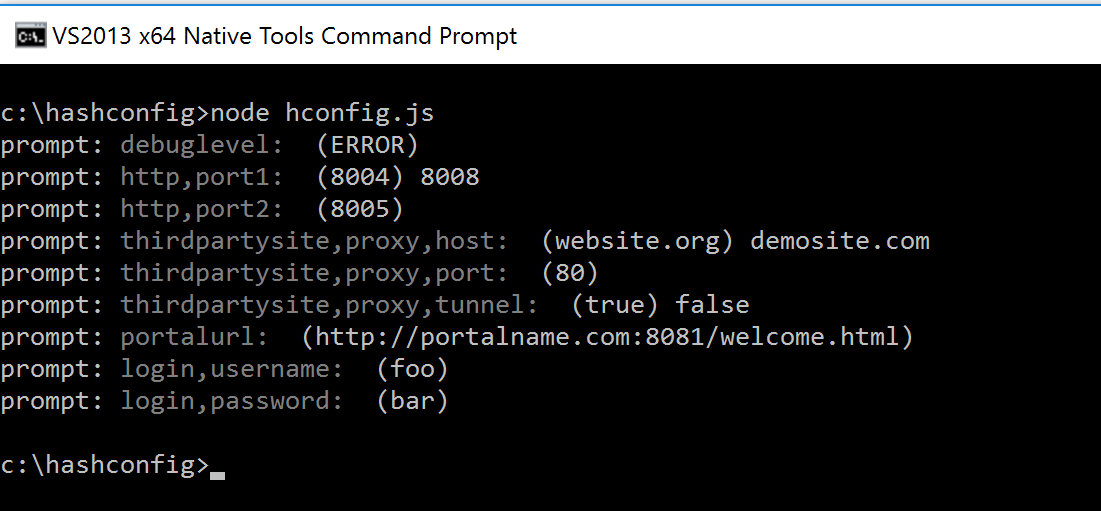 C:\.
VS2013 x64 Native Tools Command Prompt
c:\hashconfig>node hconfig.js
prompt: debuglevel:  (ERROR)
prompt: http,port1:  (8004) 8008
prompt: http,port2:  (8005)
prompt: thirdpartysite,proxy,host:  (website.org) demosite.com
prompt: thirdpartysite,proxy,port:  (80)
prompt: thirdpartysite,proxy,tunnel:  (true) false
prompt: portalurl:  (http://portalname.com:8081/welcome.html)
prompt: login,username:  (foo)
prompt: login,password:  (bar)
c:\hashconfig>_